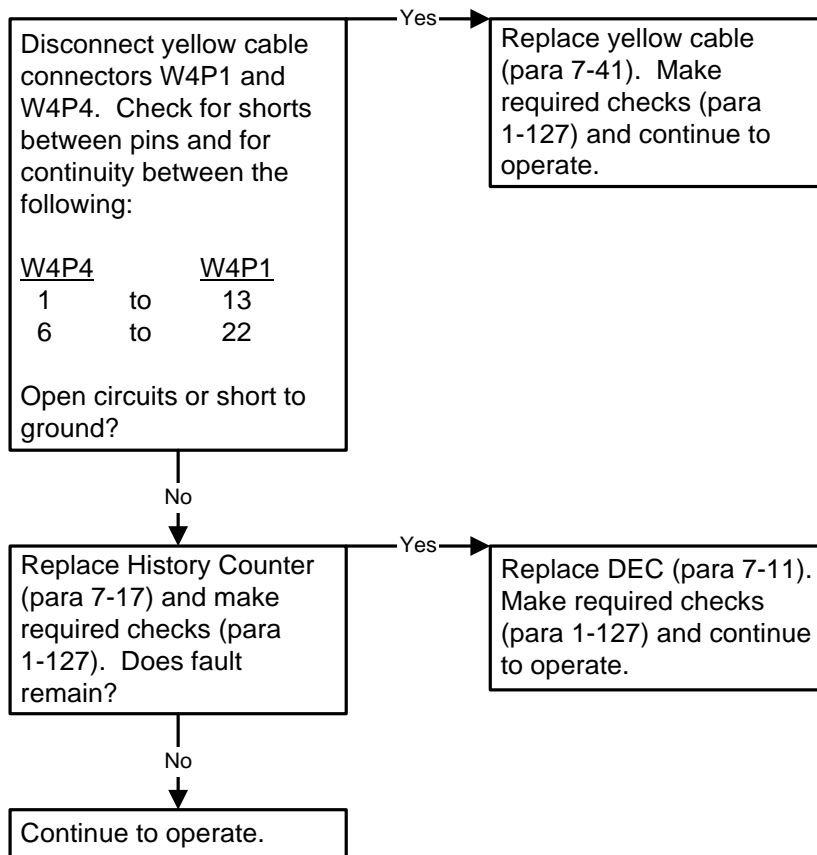 Disconnect yellow cable
connectors W4P1 and
W4P4.  Check for shorts
between pins and for
continuity between the
following:
W4P4 W4P1
1 to 13
6 to 22
Open circuits or short to
ground?
Yes
Replace yellow cable
(para 7-41).  Make
required checks (para
1-127) and continue to
operate.
No
Replace History Counter
(para 7-17) and make
required checks (para
1-127).  Does fault
remain?
Yes
Replace DEC (para 7-11).
Make required checks
(para 1-127) and continue
to operate.
No
Continue to operate.